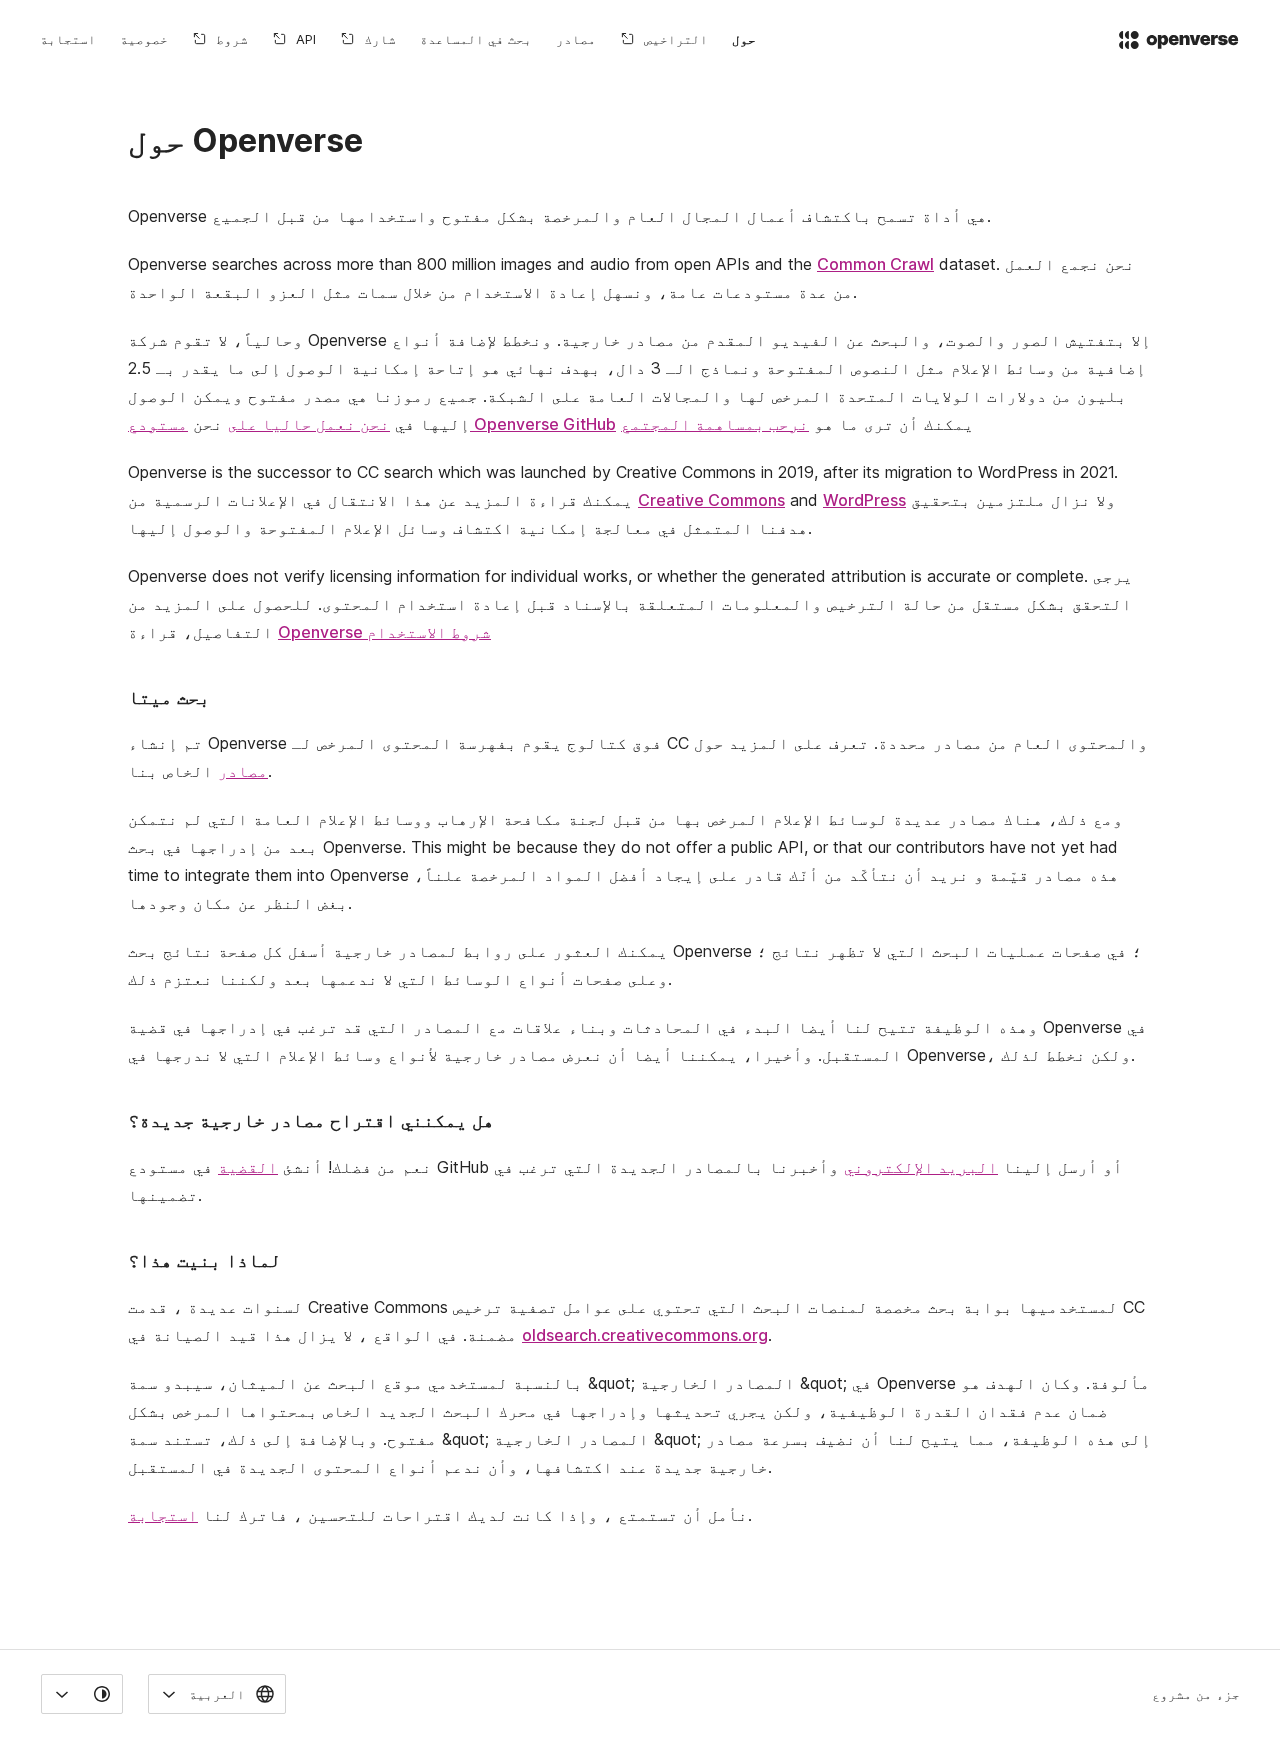 openverse
حول
التراخيص
مصادر
بحث في المساعدة
شارك
API
شروط
خصوصية
استجابة
حول Openverse
Openverse هي أداة تسمح باكتشاف أعمال المجال العام والمرخصة بشكل مفتوح واستخدامها من قبل الجميع.
Openverse searches across more than 800 million images and audio from open APIs and the Common Crawl dataset. نحن نجمع العمل
من عدة مستودعات عامة، ونسهل إعادة الاستخدام من خلال سمات مثل العزو البقعة الواحدة.
وحالياً، لا تقوم شركة Openverse إلا بتفتيش الصور والصوت، والبحث عن الفيديو المقدم من مصادر خارجية. ونخطط لإضافة أنواع
إضافية من وسائط الإعلام مثل النصوص المفتوحة ونماذج الـ 3 دال، بهدف نهائي هو إتاحة إمكانية الوصول إلى ما يقدر بـ 2.5
بليون من دولارات الولايات المتحدة المرخص لها والمجالات العامة على الشبكة. جميع رموزنا هي مصدر مفتوح ويمكن الوصول
إليها في مستودع Openverse GitHub نحن نرحب بمساهمة المجتمع يمكنك أن ترى ما هو نحن نعمل حاليا على
Openverse is the successor to CC search which was launched by Creative Commons in 2019, after its migration to WordPress in 2021.
يمكنك قراءة المزيد عن هذا الانتقال في الإعلانات الرسمية من Creative Commons and WordPress ولا نزال ملتزمين بتحقيق
هدفنا المتمثل في معالجة إمكانية اكتشاف وسائل الإعلام المفتوحة والوصول إليها.
Openverse does not verify licensing information for individual works, or whether the generated attribution is accurate or complete. يرجى
التحقق بشكل مستقل من حالة الترخيص والمعلومات المتعلقة بالإسناد قبل إعادة استخدام المحتوى. للحصول على المزيد من
التفاصيل، قراءة شروط الاستخدام Openverse
بحث ميتا
تم إنشاء Openverse فوق كتالوج يقوم بفهرسة المحتوى المرخص لـ CC والمحتوى العام من مصادر محددة. تعرف على المزيد حول
مصادر الخاص بنا.
ومع ذلك، هناك مصادر عديدة لوسائط الإعلام المرخص بها من قبل لجنة مكافحة الإرهاب ووسائط الإعلام العامة التي لم نتمكن
بعد من إدراجها في بحث Openverse. This might be because they do not offer a public API, or that our contributors have not yet had
time to integrate them into Openverse هذه مصادر قيّمة و نريد أن نتأكّد من أنّك قادر على إيجاد أفضل المواد المرخصة علناً،
بغض النظر عن مكان وجودها.
يمكنك العثور على روابط لمصادر خارجية أسفل كل صفحة نتائج بحث Openverse ؛ في صفحات عمليات البحث التي لا تظهر نتائج ؛
وعلى صفحات أنواع الوسائط التي لا ندعمها بعد ولكننا نعتزم ذلك.
وهذه الوظيفة تتيح لنا أيضا البدء في المحادثات وبناء علاقات مع المصادر التي قد ترغب في إدراجها في قضية Openverse في
المستقبل. وأخيرا، يمكننا أيضا أن نعرض مصادر خارجية لأنواع وسائط الإعلام التي لا ندرجها في Openverse، ولكن نخطط لذلك.
هل يمكنني اقتراح مصادر خارجية جديدة؟
نعم من فضلك! أنشئ القضية في مستودع GitHub أو أرسل إلينا البريد الإلكتروني وأخبرنا بالمصادر الجديدة التي ترغب في
تضمينها.
لماذا بنيت هذا؟
لسنوات عديدة ، قدمت Creative Commons لمستخدميها بوابة بحث مخصصة لمنصات البحث التي تحتوي على عوامل تصفية ترخيص CC
مضمنة. في الواقع ، لا يزال هذا قيد الصيانة في oldsearch.creativecommons.org.
بالنسبة لمستخدمي موقع البحث عن الميثان، سيبدو سمة &quot; المصادر الخارجية &quot; في Openverse مألوفة. وكان الهدف هو
ضمان عدم فقدان القدرة الوظيفية، ولكن يجري تحديثها وإدراجها في محرك البحث الجديد الخاص بمحتواها المرخص بشكل
مفتوح. وبالإضافة إلى ذلك، تستند سمة &quot; المصادر الخارجية &quot; إلى هذه الوظيفة، مما يتيح لنا أن نضيف بسرعة مصادر
خارجية جديدة عند اكتشافها، وأن ندعم أنواع المحتوى الجديدة في المستقبل.
نأمل أن تستمتع ، وإذا كانت لديك اقتراحات للتحسين ، فاترك لنا استجابة.
جزء من مشروع
العربية